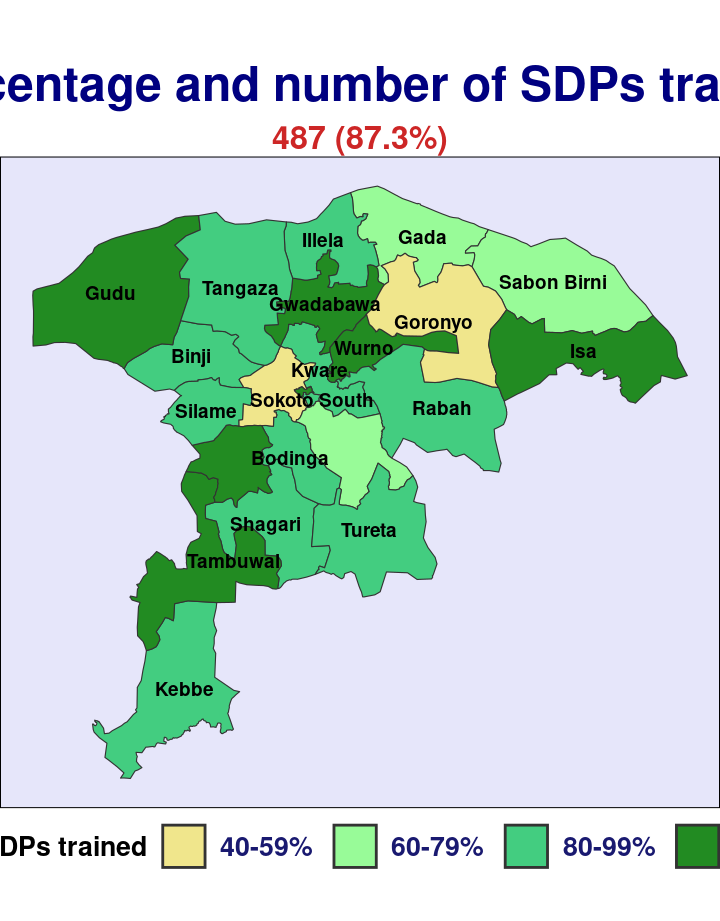 centage and number of SDPs tra
487 (87.3%)
Illela
Gada
Sabon Birni
Tangaza
Gudu
Gwadabawa
Goronyo
Wurno
Isa
Binji
Kware
Sokoto South
Silame
Rabah
Bodinga
Shagari
Tureta
Tambuwal
Kebbe
DPs trained 40-59% 60-79% 80-99%